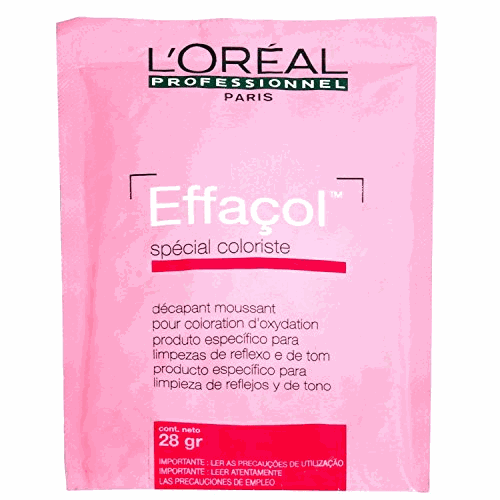 L'ORÉAL
PROFESSIONNEL
PARIS
Effaçol™
spécial coloriste
décapant moussant
pour coloration d'oxydation
produto específico para
limpezas de reflexo e de tom
producto específico para
limpieza de reflejos y de tono
cont. neto
28 gr
IMPORTANTE : LER AS PRECAUÇÕES DE UTILIZAÇÃO
IMPORTANTE : LEER ATENTAMENTE
LAS PRECAUCIONES DE EMPLEO